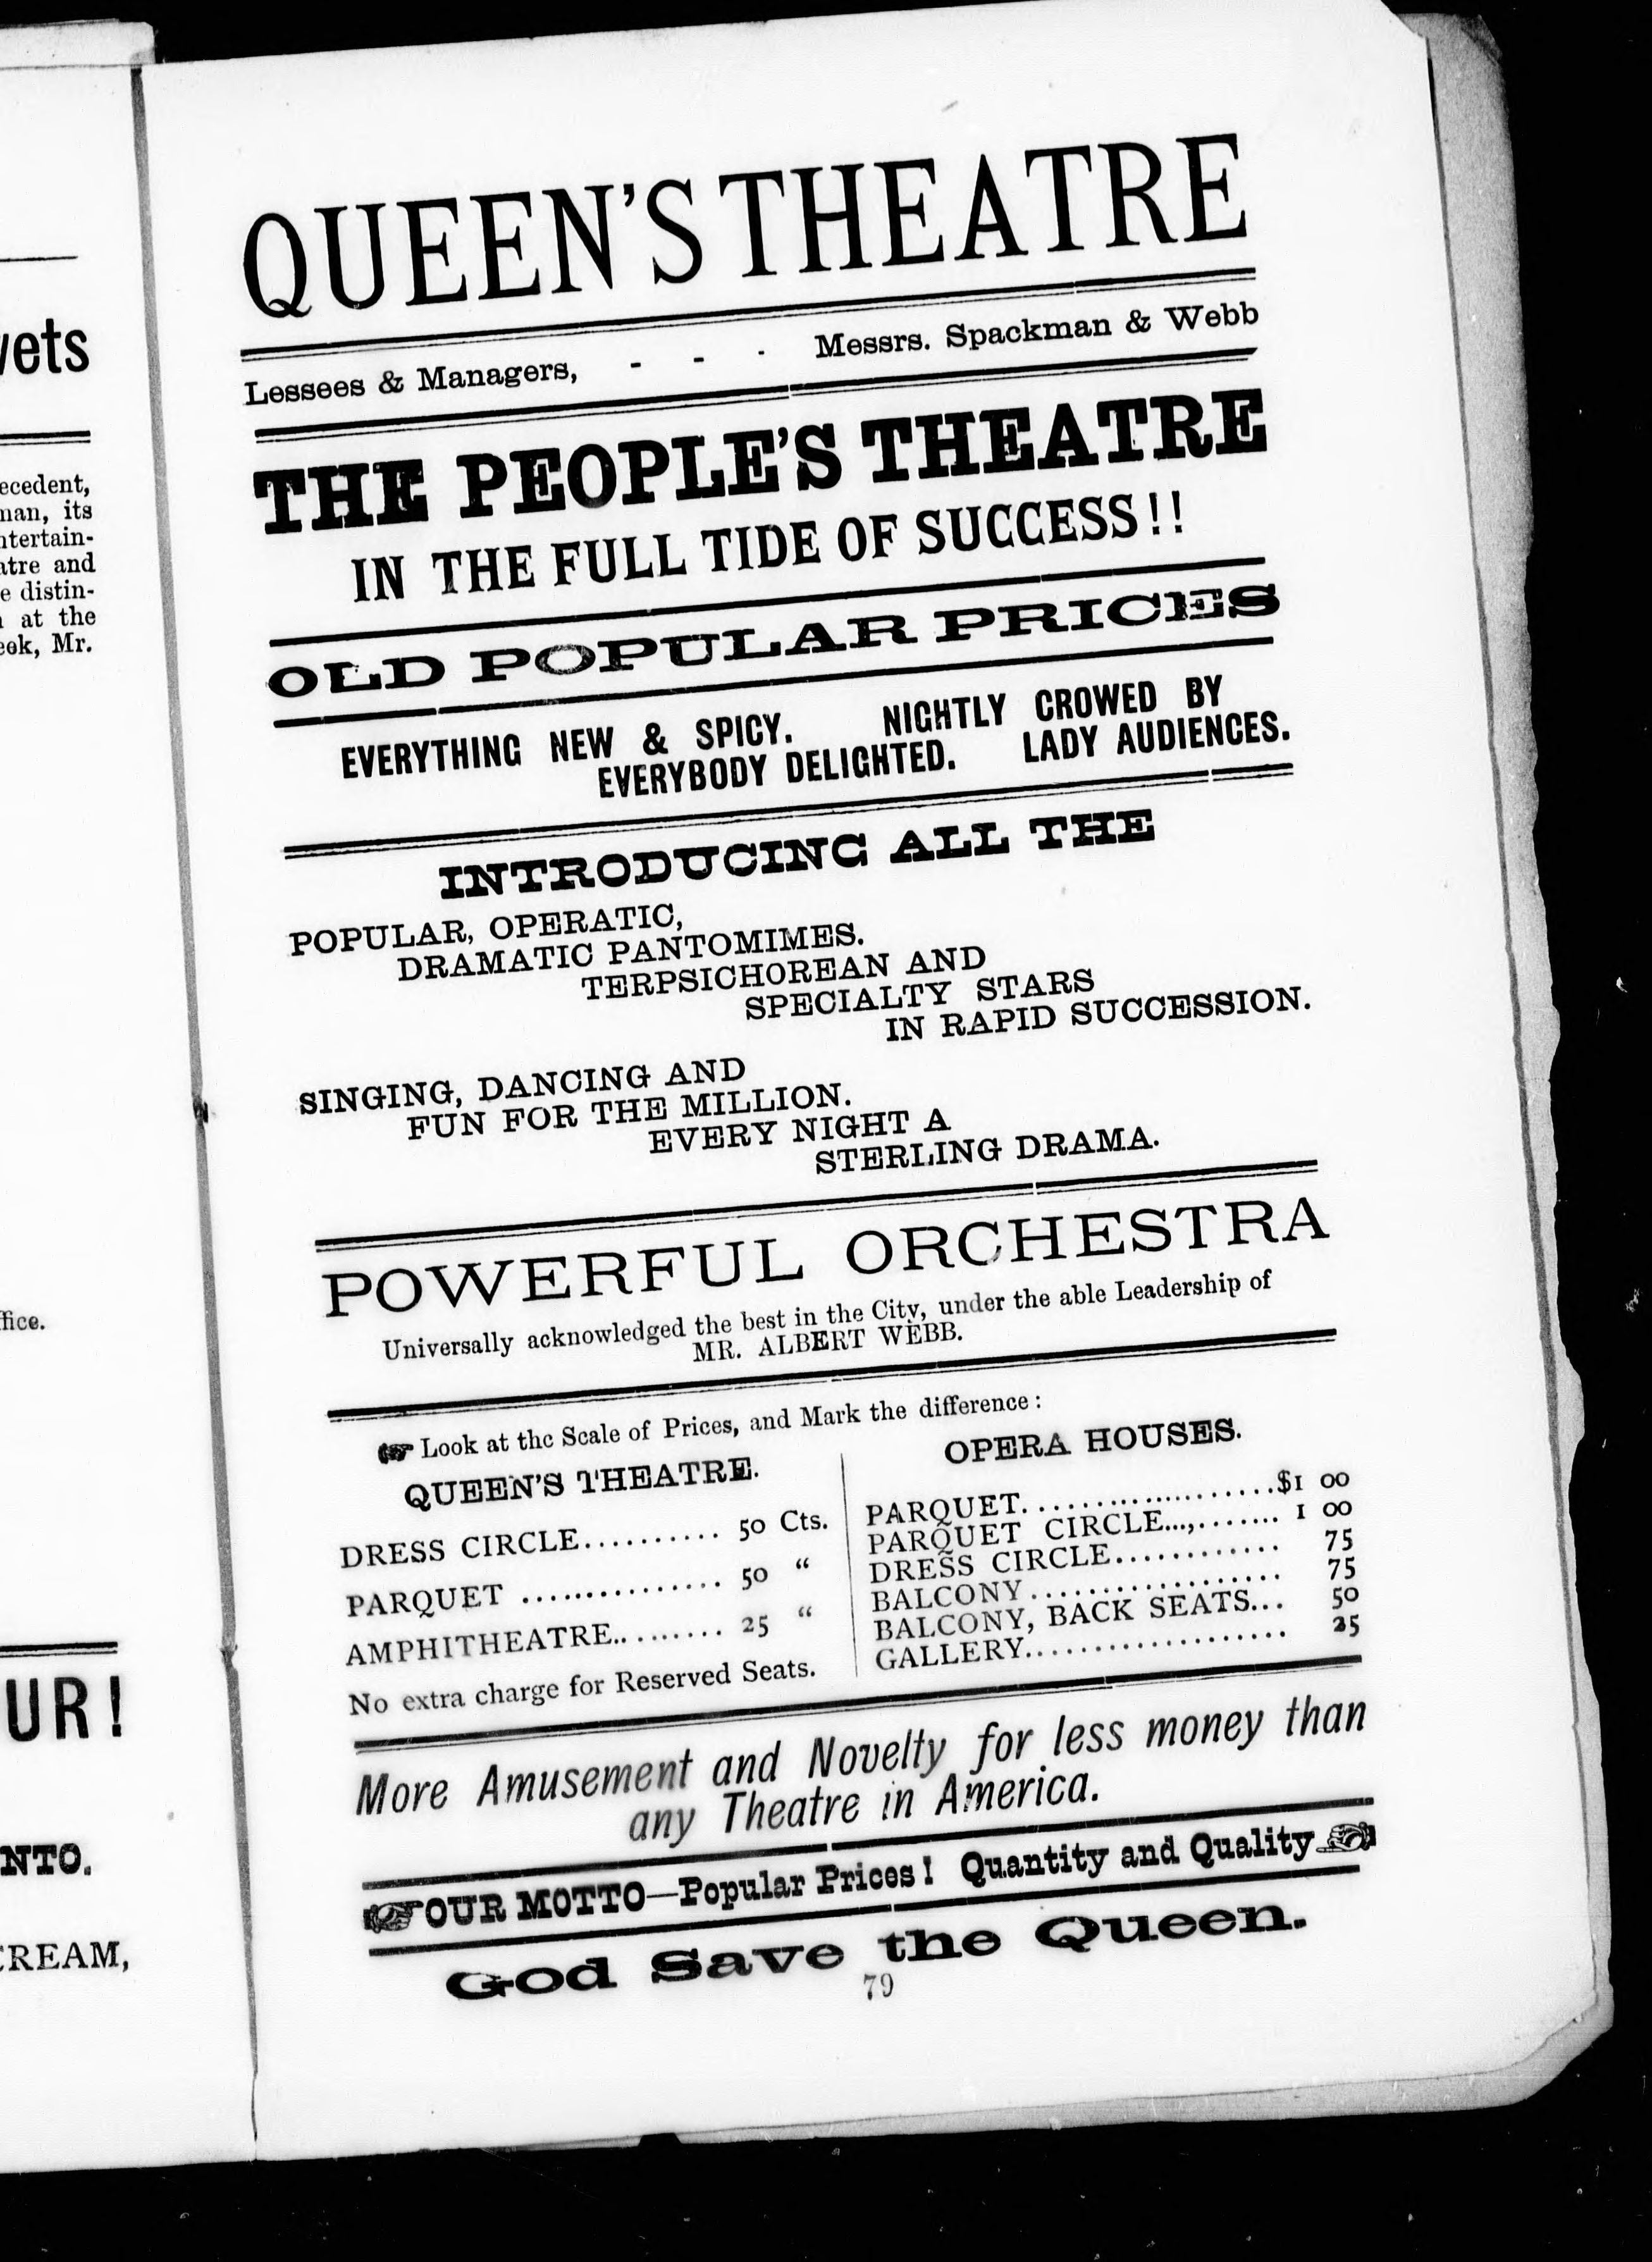 vets
ecedent,
man, its
ntertain-
atre and
e distin-
at the
eek, Mr.
ffice.
UR!
NTO.
REAM,
QUEEN'S THEATRE
Lessees & Managers, - - - Messrs. Spackman & Webb
THE PEOPLE'S THEATRE
IN THE FULL TIDE OF SUCCESS!!
OLD POPULAR PRICES
EVERYTHING NEW & SPICY. NIGHTLY CROWED BY
EVERYBODY DELIGHTED. LADY AUDIENCES.
INTRODUCING ALL THE
POPULAR, OPERATIC,
DRAMATIC PANTOMIMES.
TERPSICHOREAN AND
SPECIALTY STARS
IN RAPID SUCCESSION.
SINGING, DANCING AND
FUN FOR THE MILLION.
EVERY NIGHT A
STERLING DRAMA.
POWERFUL ORCHESTRA
Universally acknowledged the best in the City, under the able Leadership of
MR. ALBERT WEBB.
☞ Look at the Scale of Prices, and Mark the difference:
QUEEN'S THEATRE.
DRESS CIRCLE.......... 50 Cts.
PARQUET ............... 50 "
AMPHITHEATRE.......... 25 "
No extra charge for Reserved Seats.
OPERA HOUSES.
PARQUET.......................$1 00
PARQUET CIRCLE...,....... 1 00
DRESS CIRCLE............ 75
BALCONY................... 75
BALCONY, BACK SEATS... 50
GALLERY................... 25
More Amusement and Novelty for less money than
any Theatre in America.
☞OUR MOTTO—Popular Prices! Quantity and Quality☜
God Save the Queen.
79